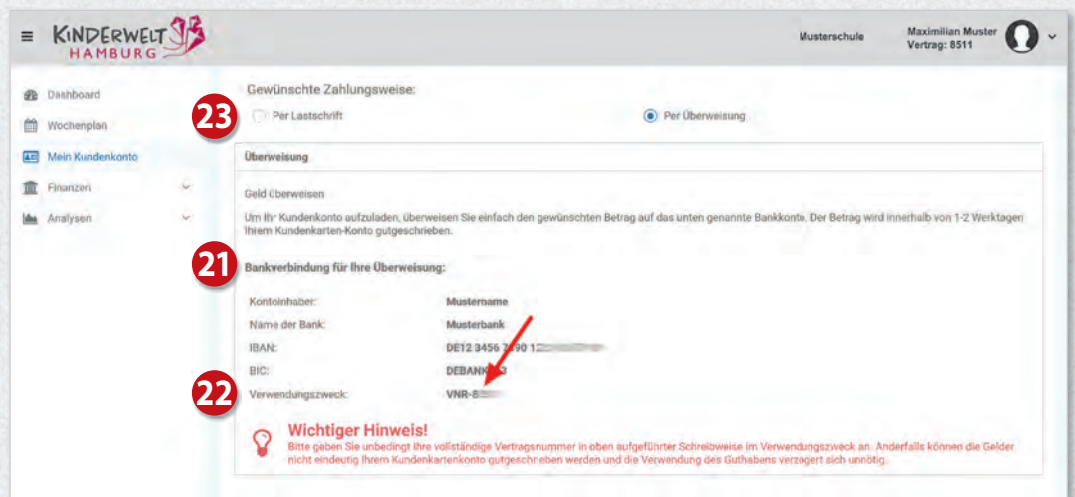 ≡ KINDERWELT HAMBURG
Musterschule
Maximilian Muster
Vertrag: 8511
Dashboard
Wochenplan
Mein Kundenkonto
Finanzen
Analysen
Gewünschte Zahlungsweise:
23 Per Lastschrift Per Überweisung
Überweisung
Geld überweisen
Um Ihr Kundenkonto aufzuladen, überweisen Sie einfach den gewünschten Betrag auf das unten genannte Bankkonto. Der Betrag wird innerhalb von 1-2 Werktagen
Ihrem Kundenkarten-Konto gutgeschrieben.
21 Bankverbindung für Ihre Überweisung:
Kontoinhaber: Mustername
Name der Bank: Musterbank
IBAN: DE12 3456
BIC:
22 Verwendungszweck: VNR-8
Wichtiger Hinweis!
Bitte geben Sie unbedingt Ihre vollständige Vertragsnummer in oben aufgeführter Schreibweise im Verwendungszweck an. Anderfalls können die Gelder
nicht eindeutig Ihrem Kundenkartenkonto gutgeschrieben werden und die Verwendung des Guthabens verzögert sich unnötig.